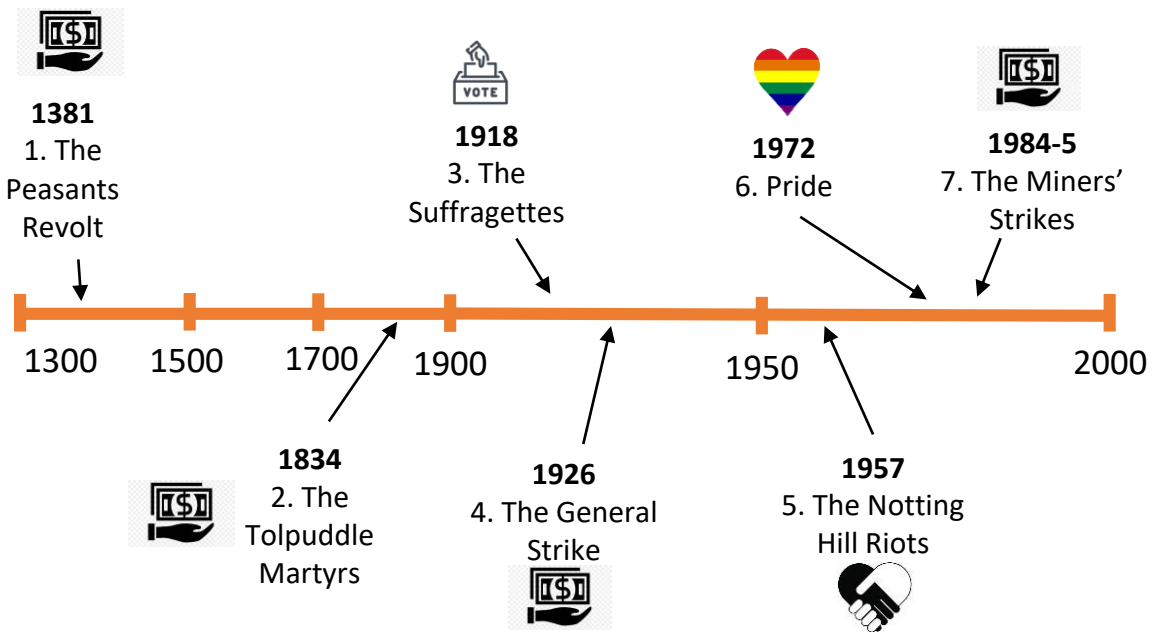 1381
1. The
Peasants
Revolt
VOTE
1918
3. The
Suffragettes
1972
6. Pride
1984-5
7. The Miners’
Strikes
1300
1500
1700
1900
1950
2000
1834
2. The
Tolpuddle
Martyrs
1926
4. The General
Strike
1957
5. The Notting
Hill Riots